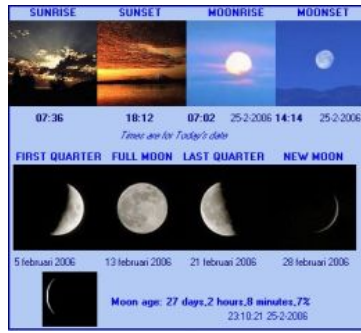 SUNRISE SUNSET MOONRISE MOONSET
07:36 18:12 07:02 25-2-2006 14:14 25-2-2006
Times are for Today's date
FIRST QUARTER FULL MOON LAST QUARTER NEW MOON
5 februari 2006 13 februari 2006 21 februari 2006 28 februari 2006
Moon age: 27 days,2 hours,8 minutes,7%
23:10:21 25-2-2006